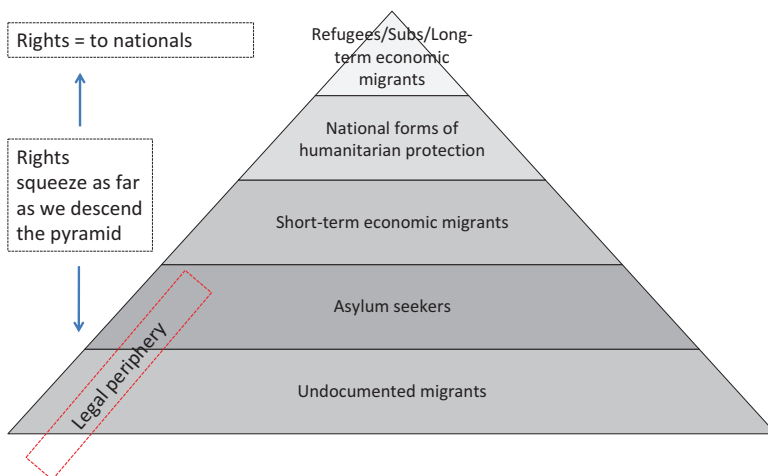 Rights = to nationals
Rights
squeeze as far
as we descend
the pyramid
Refugees/Subs/Long-
term economic
migrants
National forms of
humanitarian protection
Short-term economic migrants
Asylum seekers
Legal periphery
Undocumented migrants